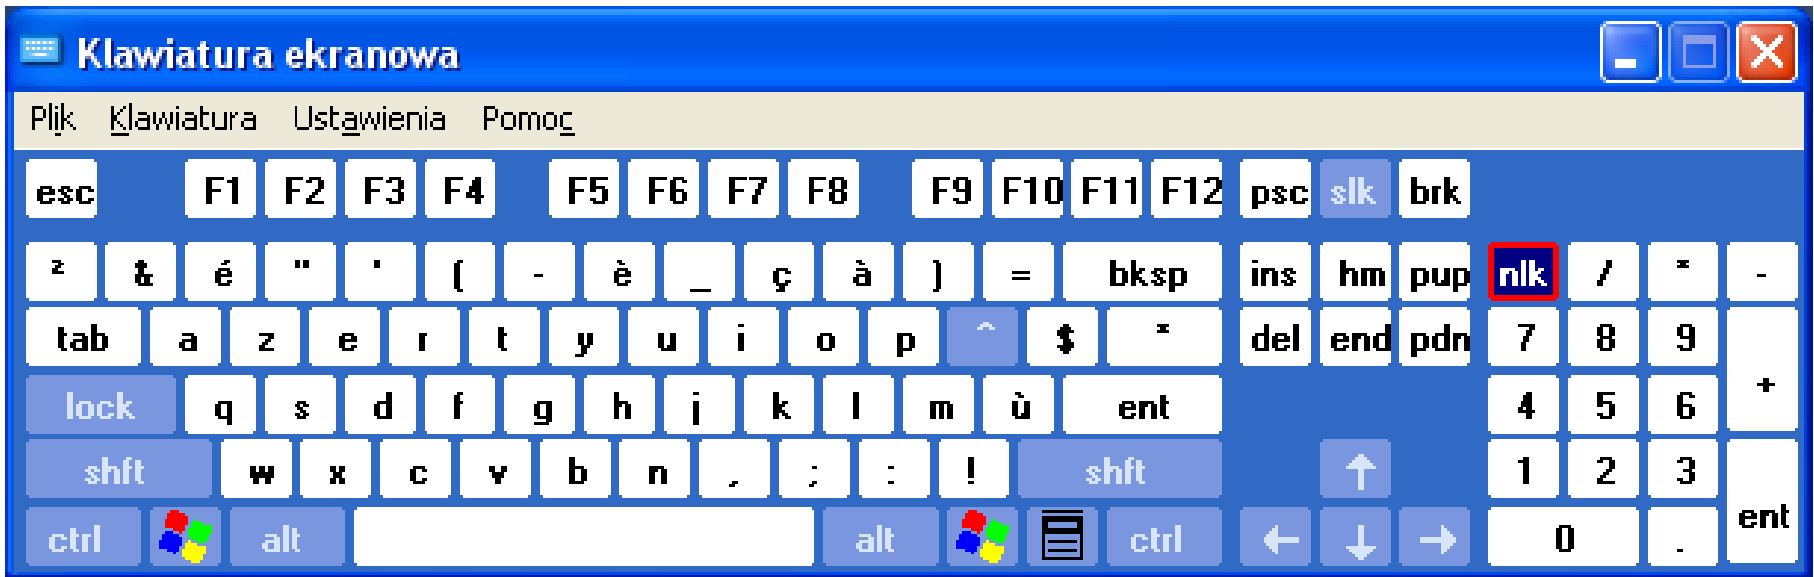 Klawiatura ekranowa
Plik Klawiatura Ustawienia Pomoc
esc F1 F2 F3 F4 F5 F6 F7 F8 F9 F10 F11 F12 psc slk brk
² & é " ' ( - è _ ç à ) = bksp ins hm pup nlk / * -
tab a z e r t y u i o p ^ $ * del end pdn 7 8 9 +
lock q s d f g h j k l m ù ent 4 5 6
shft w x c v b n , ; : ! shft ↑ 1 2 3 ent
ctrl alt alt ctrl ← ↓ → 0 .